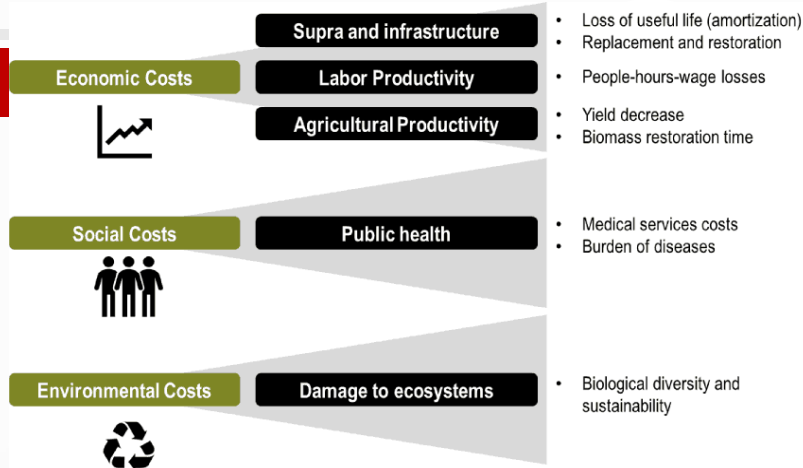 Supra and infrastructure
• Loss of useful life (amortization)
• Replacement and restoration
Economic Costs
Labor Productivity
• People-hours-wage losses
Agricultural Productivity
• Yield decrease
• Biomass restoration time
Social Costs
Public health
• Medical services costs
• Burden of diseases
Environmental Costs
Damage to ecosystems
• Biological diversity and
sustainability